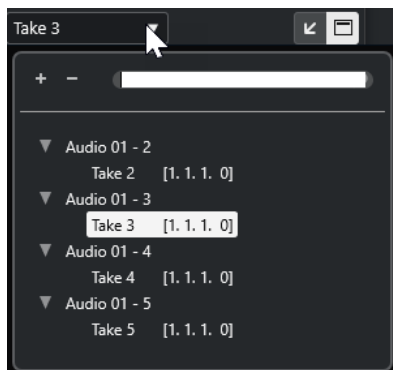 Take 3
+ −
Audio 01 - 2
Take 2 [1. 1. 1. 0]
Audio 01 - 3
Take 3 [1. 1. 1. 0]
Audio 01 - 4
Take 4 [1. 1. 1. 0]
Audio 01 - 5
Take 5 [1. 1. 1. 0]